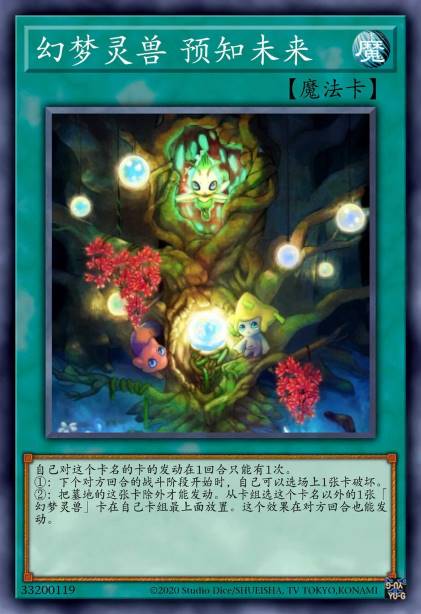 幻梦灵兽 预知未来
魔
【魔法卡】
自己对这个卡名的卡的发动在1回合只能有1次。
①：下个对方回合的战斗阶段开始时，自己可以选场上1张卡破坏。
②：把墓地的这张卡除外才能发动。从卡组选这个卡名以外的1张「
幻梦灵兽」卡在自己卡组最上面放置。这个效果在对方回合也能发
动。
33200119
©2020 Studio Dice/SHUEISHA, TV TOKYO,KONAMI